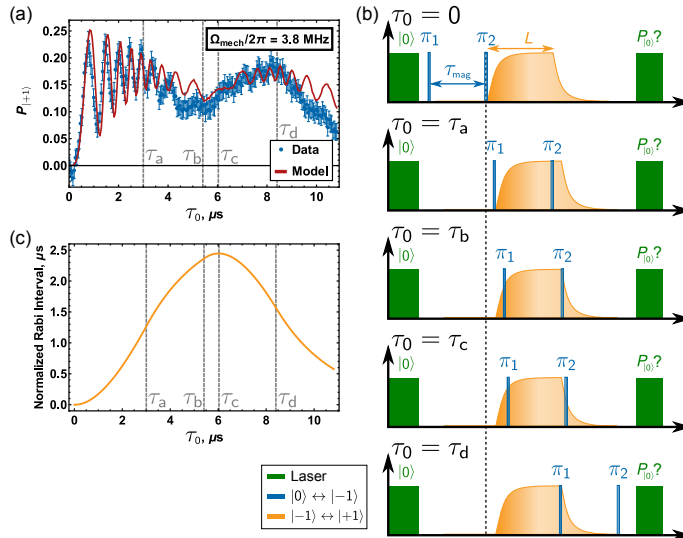 (a)
Ω_mech/2π = 3.8 MHz
P_|+1⟩
0.25
0.20
0.15
0.10
0.05
0.00
τ_a
τ_b
τ_c
τ_d
Data
Model
0 2 4 6 8 10
τ_0, μs
(c)
Normalized Rabi Interval, μs
2.5
2.0
1.5
1.0
0.5
0.0
τ_a
τ_b
τ_c
τ_d
0 2 4 6 8 10
τ_0, μs
Laser
|0⟩ ↔ |−1⟩
|−1⟩ ↔ |+1⟩
(b)
τ_0 = 0
|0⟩ π_1 π_2 L P_|0⟩?
τ_mag
τ_0 = τ_a
|0⟩ π_1 π_2 P_|0⟩?
τ_0 = τ_b
|0⟩ π_1 π_2 P_|0⟩?
τ_0 = τ_c
|0⟩ π_1 π_2 P_|0⟩?
τ_0 = τ_d
|0⟩ π_1 π_2 P_|0⟩?